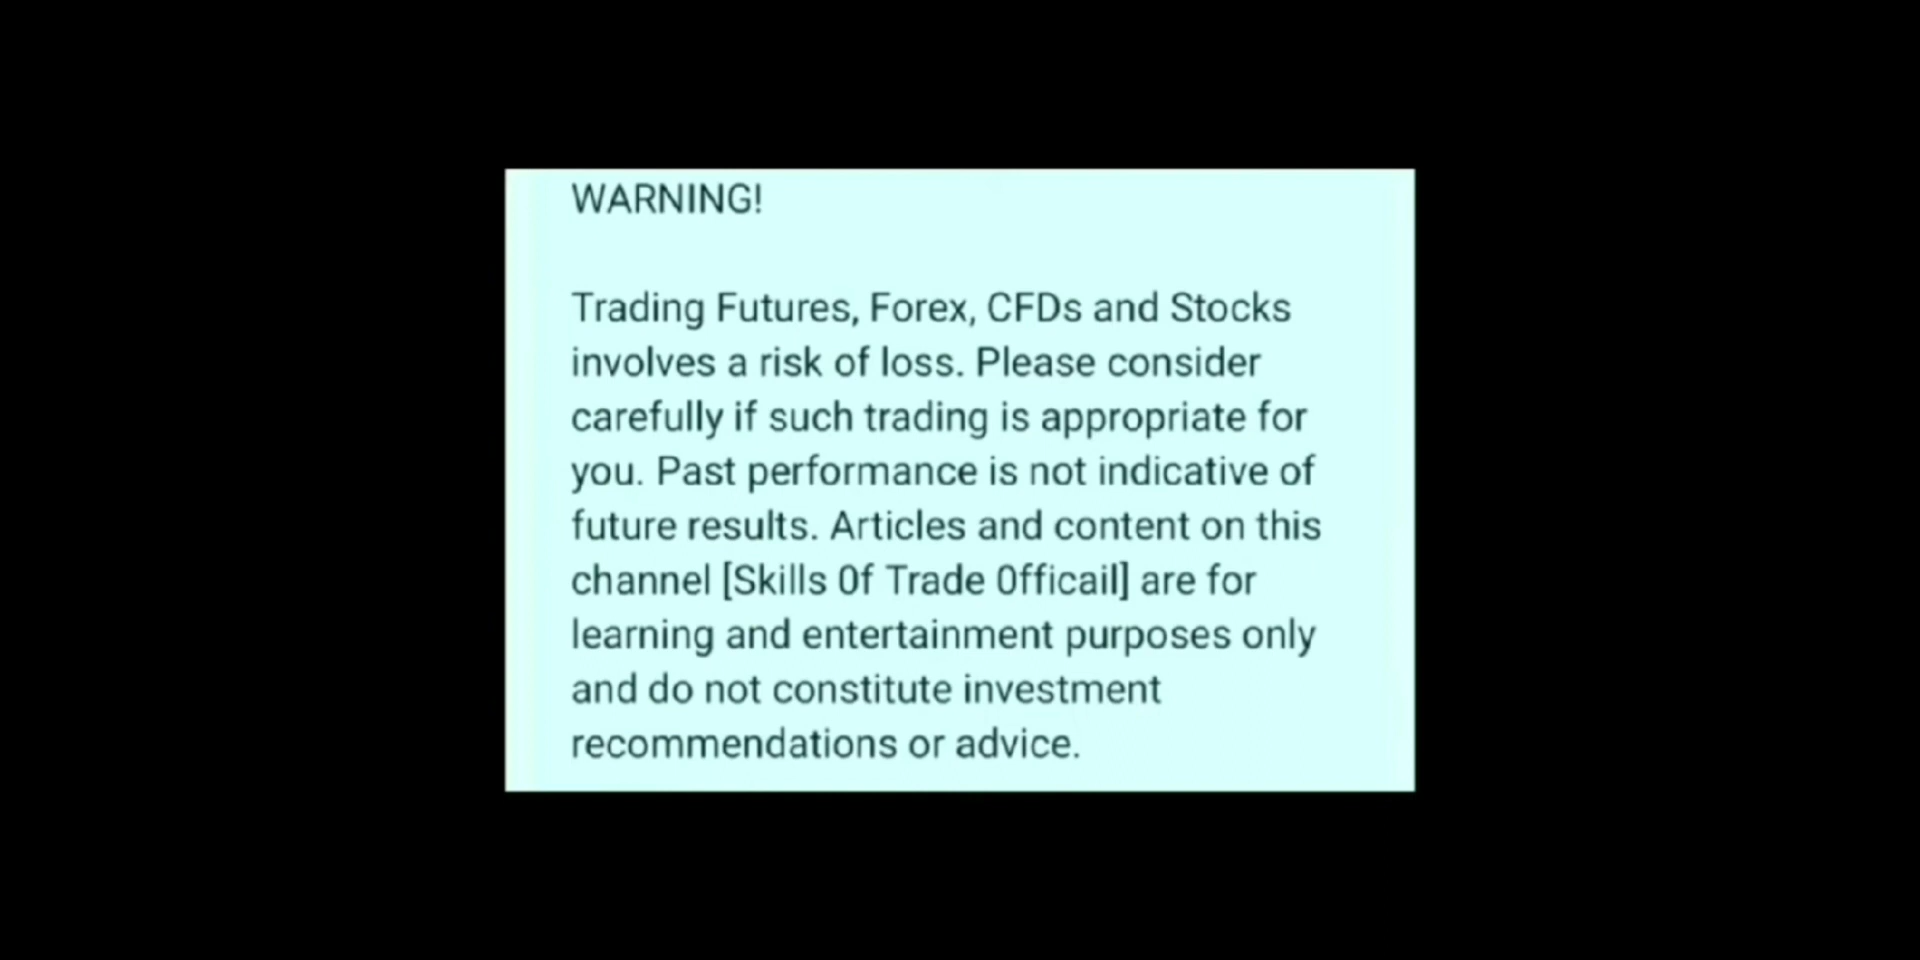 WARNING!
Trading Futures, Forex, CFDs and Stocks
involves a risk of loss. Please consider
carefully if such trading is appropriate for
you. Past performance is not indicative of
future results. Articles and content on this
channel [Skills 0f Trade 0fficail] are for
learning and entertainment purposes only
and do not constitute investment
recommendations or advice.